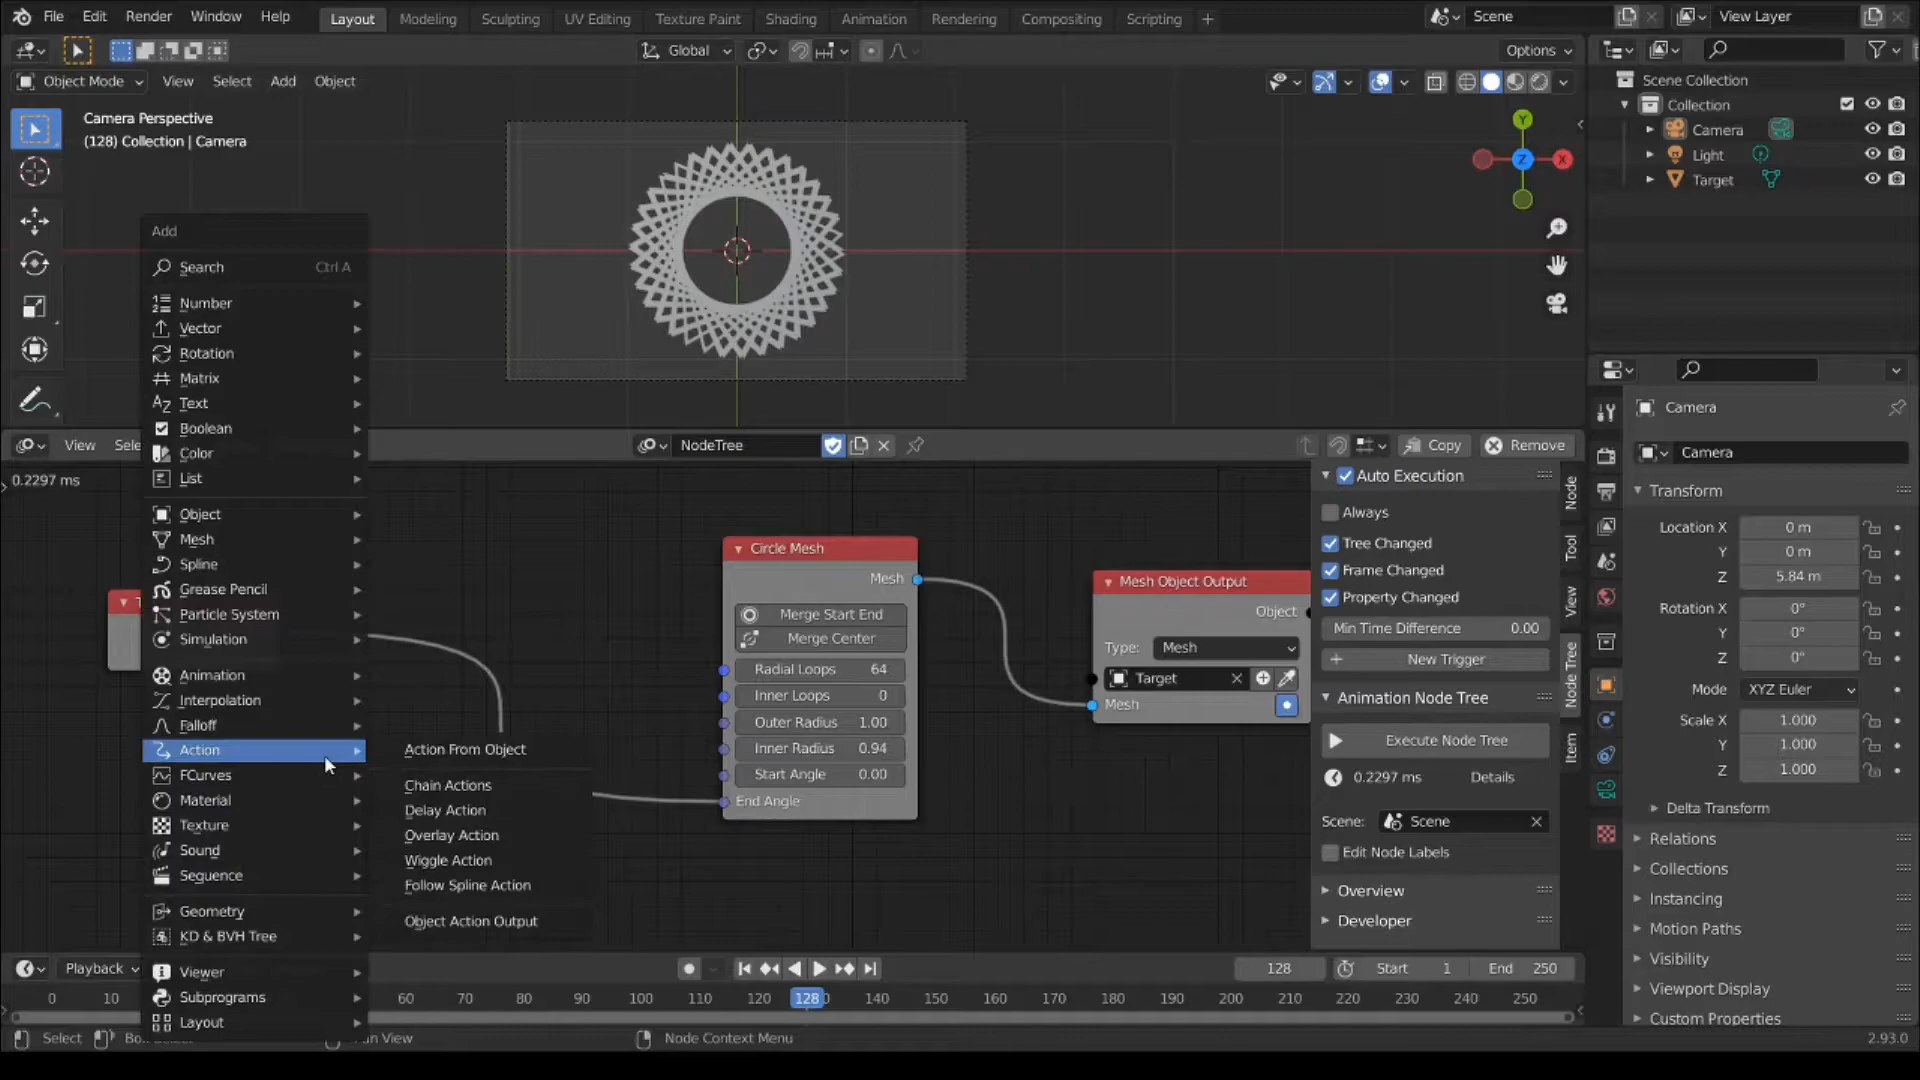 File Edit Render Window Help
Layout Modeling Sculpting UV Editing Texture Paint Shading Animation Rendering Compositing Scripting +
Scene
View Layer
Global
Options
Object Mode View Select Add Object
Camera Perspective
(128) Collection | Camera
Y
Z
X
Scene Collection
Collection
Camera
Light
Target
Add
Search Ctrl A
Number
Vector
Rotation
Matrix
Text
Boolean
Color
List
Object
Mesh
Spline
Grease Pencil
Particle System
Simulation
Animation
Interpolation
Falloff
Action
FCurves
Material
Texture
Sound
Sequence
Geometry
KD & BVH Tree
Viewer
Subprograms
Layout
Action From Object
Chain Actions
Delay Action
Overlay Action
Wiggle Action
Follow Spline Action
Object Action Output
View
NodeTree
Copy
Remove
0.2297 ms
Circle Mesh
Mesh
Merge Start End
Merge Center
Radial Loops 64
Inner Loops 0
Outer Radius 1.00
Inner Radius 0.94
Start Angle 0.00
End Angle
Mesh Object Output
Object
Type: Mesh
Target
Mesh
Auto Execution
Always
Tree Changed
Frame Changed
Property Changed
Min Time Difference 0.00
New Trigger
Animation Node Tree
Execute Node Tree
0.2297 ms Details
Scene: Scene
Edit Node Labels
Overview
Developer
Node
Tool
View
Node Tree
Item
Camera
Camera
Transform
Location X 0 m
Y 0 m
Z 5.84 m
Rotation X 0°
Y 0°
Z 0°
Mode XYZ Euler
Scale X 1.000
Y 1.000
Z 1.000
Delta Transform
Relations
Collections
Instancing
Motion Paths
Visibility
Viewport Display
Custom Properties
Playback
128
Start 1
End 250
0 10 60 70 80 90 100 110 120 128 140 150 160 170 180 190 200 210 220 230 240 250
Select
Node Context Menu
2.93.0